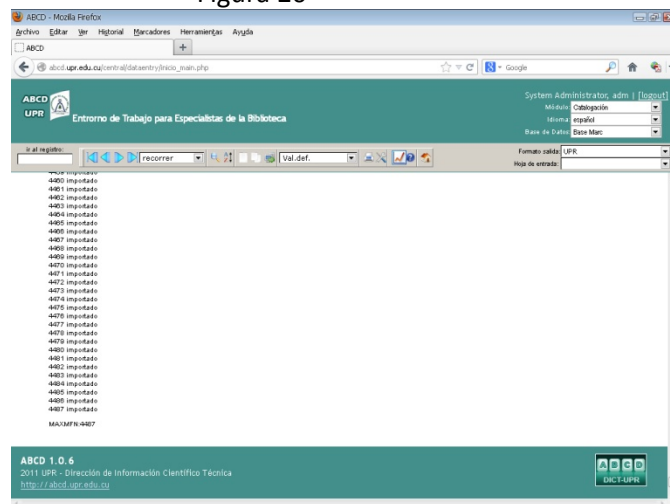 Figura 20
ABCD - Mozilla Firefox
Archivo Editar Ver Historial Marcadores Herramientas Ayuda
ABCD
abcd.upr.edu.cu/central/dataentry/inicio_main.php
Google
ABCD
UPR
Entrorno de Trabajo para Especialistas de la Biblioteca
System Administrator, adm | [logout]
Módulo: Catalogación
Idioma: español
Base de Datos: Base Marc
ir al registro:
recorrer
Val.def.
Formato salida: UPR
Hoja de entrada:
4459 importado
4460 importado
4461 importado
4462 importado
4463 importado
4464 importado
4465 importado
4466 importado
4467 importado
4468 importado
4469 importado
4470 importado
4471 importado
4472 importado
4473 importado
4474 importado
4475 importado
4476 importado
4477 importado
4478 importado
4479 importado
4480 importado
4481 importado
4482 importado
4483 importado
4484 importado
4485 importado
4486 importado
4487 importado
MAXMFN:4487
ABCD 1.0.6
2011 UPR - Dirección de Información Científico Técnica
http://abcd.upr.edu.cu
ABCD
DICT-UPR